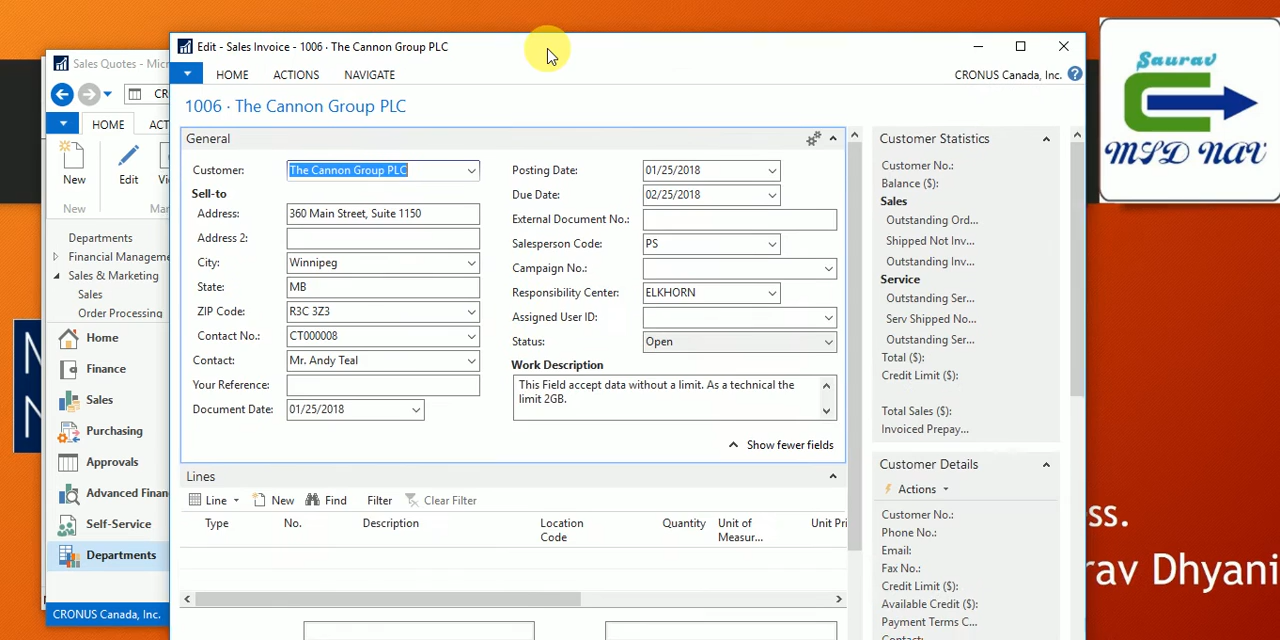 Saurav
MSD NAV
Sales Quotes - Micr
HOME
ACT
New
Edit
New
Departments
Financial Manageme
Sales & Marketing
Sales
Order Processing
Home
Finance
Sales
Purchasing
Approvals
Advanced Finan
Self-Service
Departments
CRONUS Canada, Inc.
Edit - Sales Invoice - 1006 · The Cannon Group PLC
HOME
ACTIONS
NAVIGATE
CRONUS Canada, Inc.
1006 · The Cannon Group PLC
General
Customer: The Cannon Group PLC
Sell-to
Address: 360 Main Street, Suite 1150
Address 2:
City: Winnipeg
State: MB
ZIP Code: R3C 3Z3
Contact No.: CT000008
Contact: Mr. Andy Teal
Your Reference:
Document Date: 01/25/2018
Posting Date: 01/25/2018
Due Date: 02/25/2018
External Document No.:
Salesperson Code: PS
Campaign No.:
Responsibility Center: ELKHORN
Assigned User ID:
Status: Open
Work Description
This Field accept data without a limit. As a technical the
limit 2GB.
Show fewer fields
Lines
Line
New
Find
Filter
Clear Filter
Type
No.
Description
Location
Code
Quantity
Unit of
Measur...
Unit Pri
Customer Statistics
Customer No.:
Balance ($):
Sales
Outstanding Ord...
Shipped Not Inv...
Outstanding Inv...
Service
Outstanding Ser...
Serv Shipped No...
Outstanding Ser...
Total ($):
Credit Limit ($):
Total Sales ($):
Invoiced Prepay...
Customer Details
Actions
Customer No.:
Phone No.:
Email:
Fax No.:
Credit Limit ($):
Available Credit ($):
Payment Terms C...
ss.
rav Dhyani